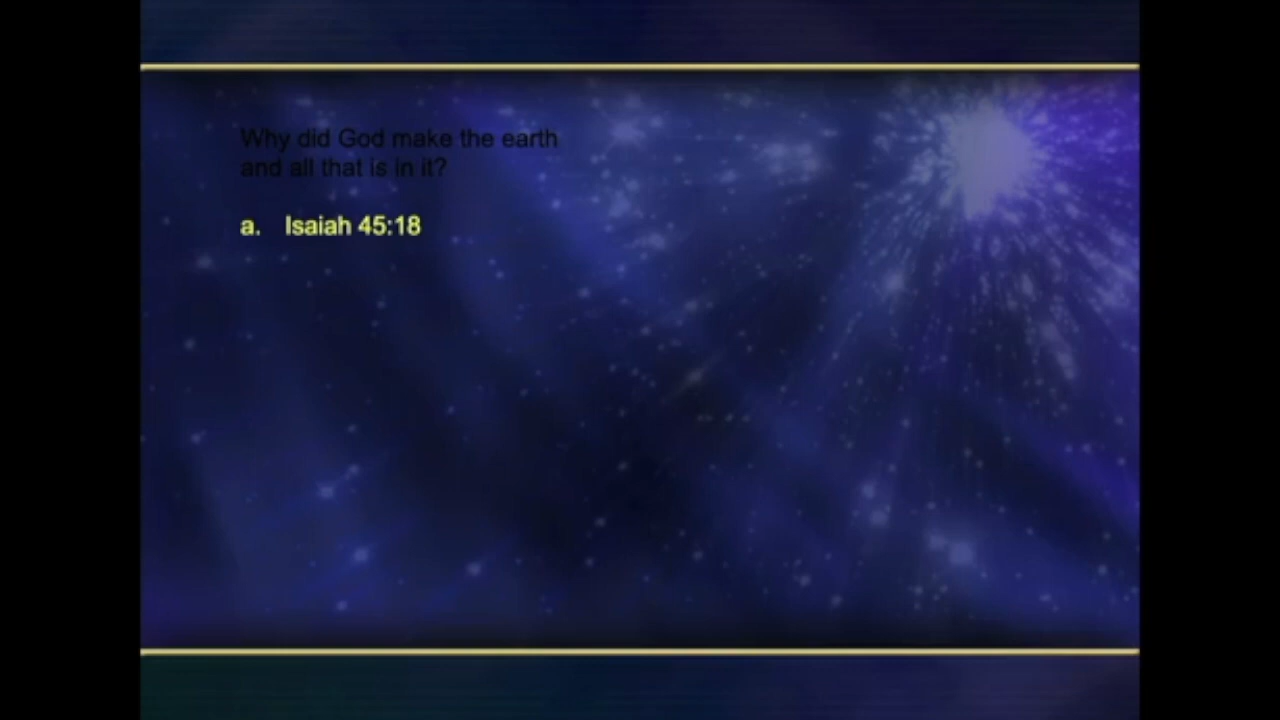 Why did God make the earth
and all that is in it?
a. Isaiah 45:18